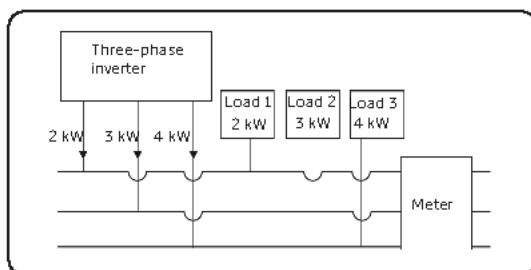 Three-phase
inverter
2 kW
3 kW
4 kW
Load 1
2 kW
Load 2
3 kW
Load 3
4 kW
Meter